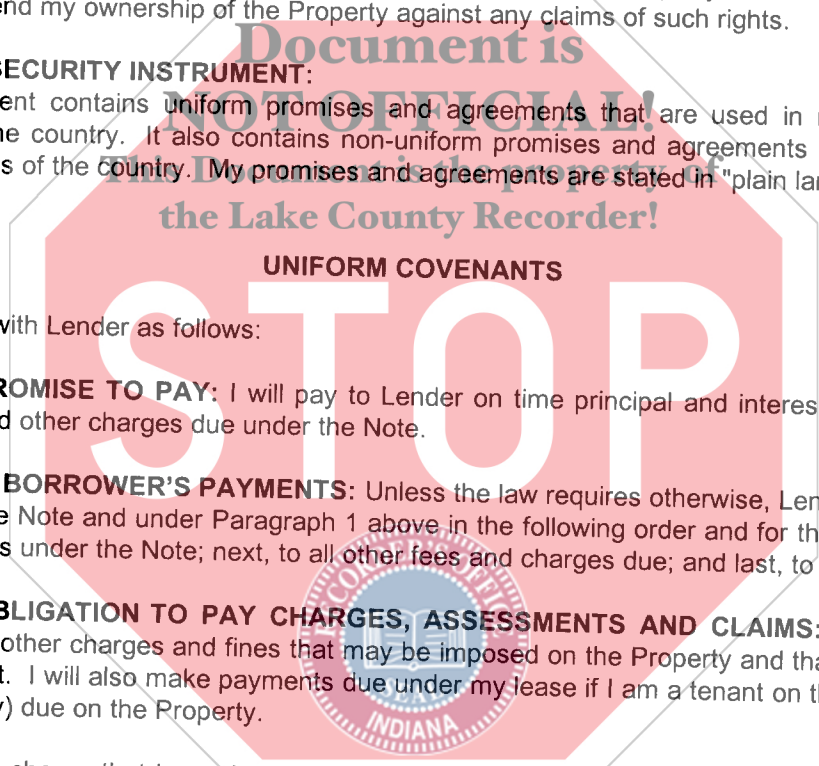 nd my ownership of the Property against any claims of such rights.
Document is
SECURITY INSTRUMENT:
ent contains uniform promises and agreements that are used in
NOT OFFICIAL!
e country. It also contains non-uniform promises and agreements
s of the country. My promises and agreements are stated in "plain lan
This Document is the property of
the Lake County Recorder!
UNIFORM COVENANTS
with Lender as follows:
STOP
ROMISE TO PAY: I will pay to Lender on time principal and interes
d other charges due under the Note.
BORROWER'S PAYMENTS: Unless the law requires otherwise, Len
e Note and under Paragraph 1 above in the following order and for th
s under the Note; next, to all other fees and charges due; and last, to
BLIGATION TO PAY CHARGES, ASSESSMENTS AND CLAIMS:
other charges and fines that may be imposed on the Property and tha
t. I will also make payments due under my lease if I am a tenant on th
y) due on the Property.
RECORDER'S OFFICE
SEAL
INDIANA